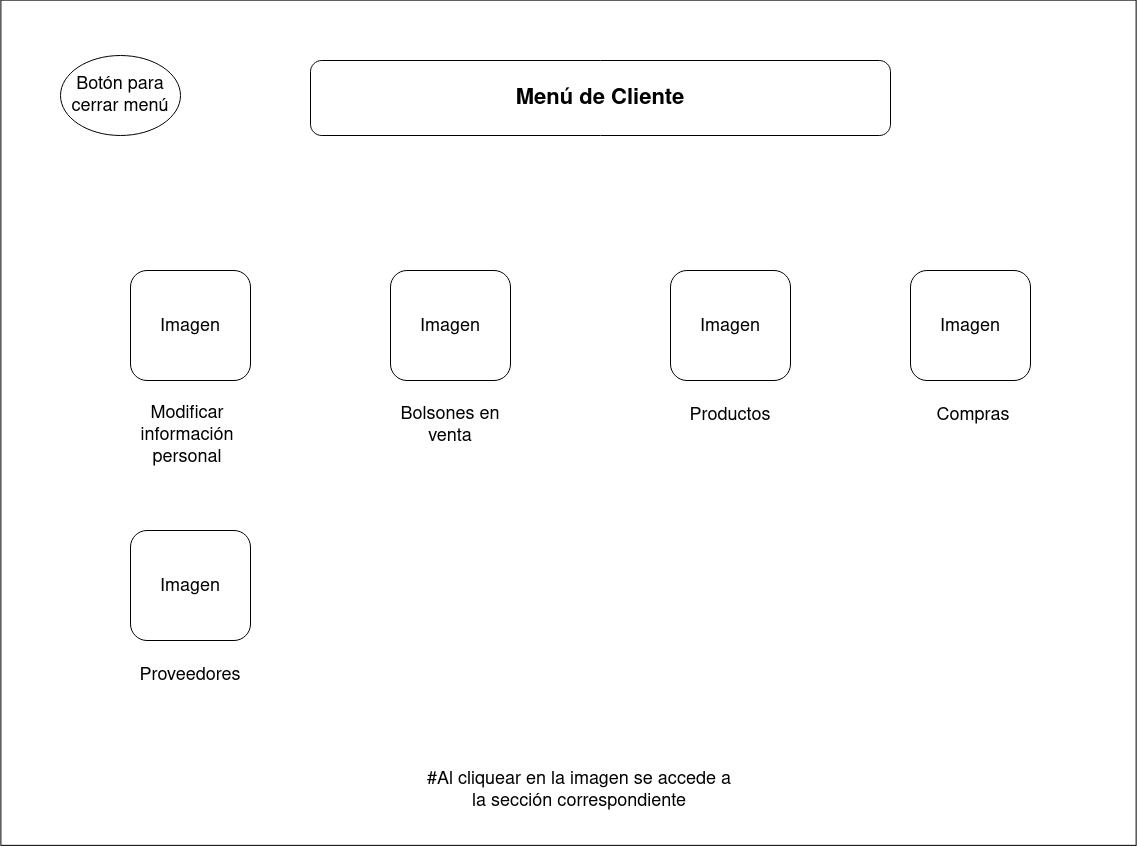 Botón para
cerrar menú
Menú de Cliente
Imagen
Imagen
Imagen
Imagen
Modificar
información
personal
Bolsones en
venta
Productos
Compras
Imagen
Proveedores
#Al cliquear en la imagen se accede a
la sección correspondiente